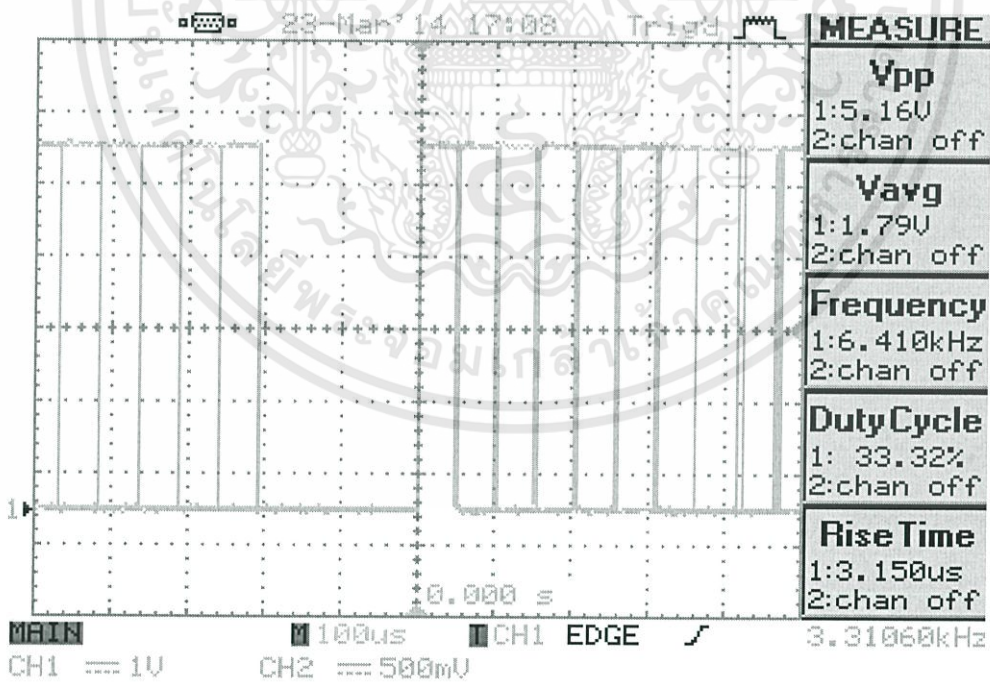 23-Mar'14 17:08 Trig'd MEASURE
Vpp
1:5.16V
2:chan off
Vavg
1:1.79V
2:chan off
Frequency
1:6.410kHz
2:chan off
Duty Cycle
1: 33.32%
2:chan off
Rise Time
1:3.150us
2:chan off
1
0.000 s
MAIN M 100us T CH1 EDGE 3.31060kHz
CH1 1V CH2 500mV